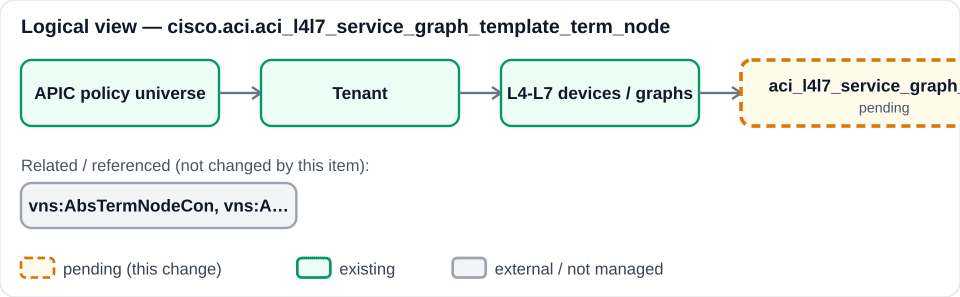 Logical view — cisco.aci.aci_l4l7_service_graph_template_term_node
APIC policy universe
Tenant
L4-L7 devices / graphs
aci_l4l7_service_graph_
pending
Related / referenced (not changed by this item):
vns:AbsTermNodeCon, vns:A…
pending (this change)
existing
external / not managed